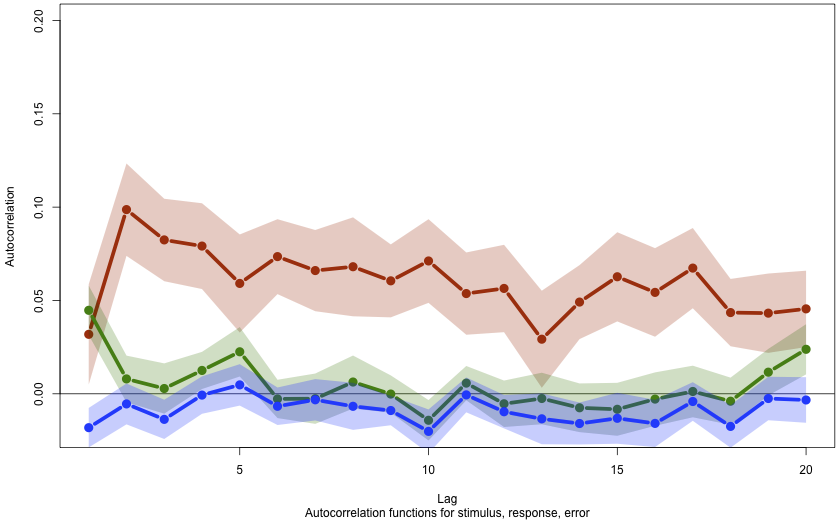 0.20
0.15
0.10
0.05
0.00
Autocorrelation
5 10 15 20
Lag
Autocorrelation functions for stimulus, response, error